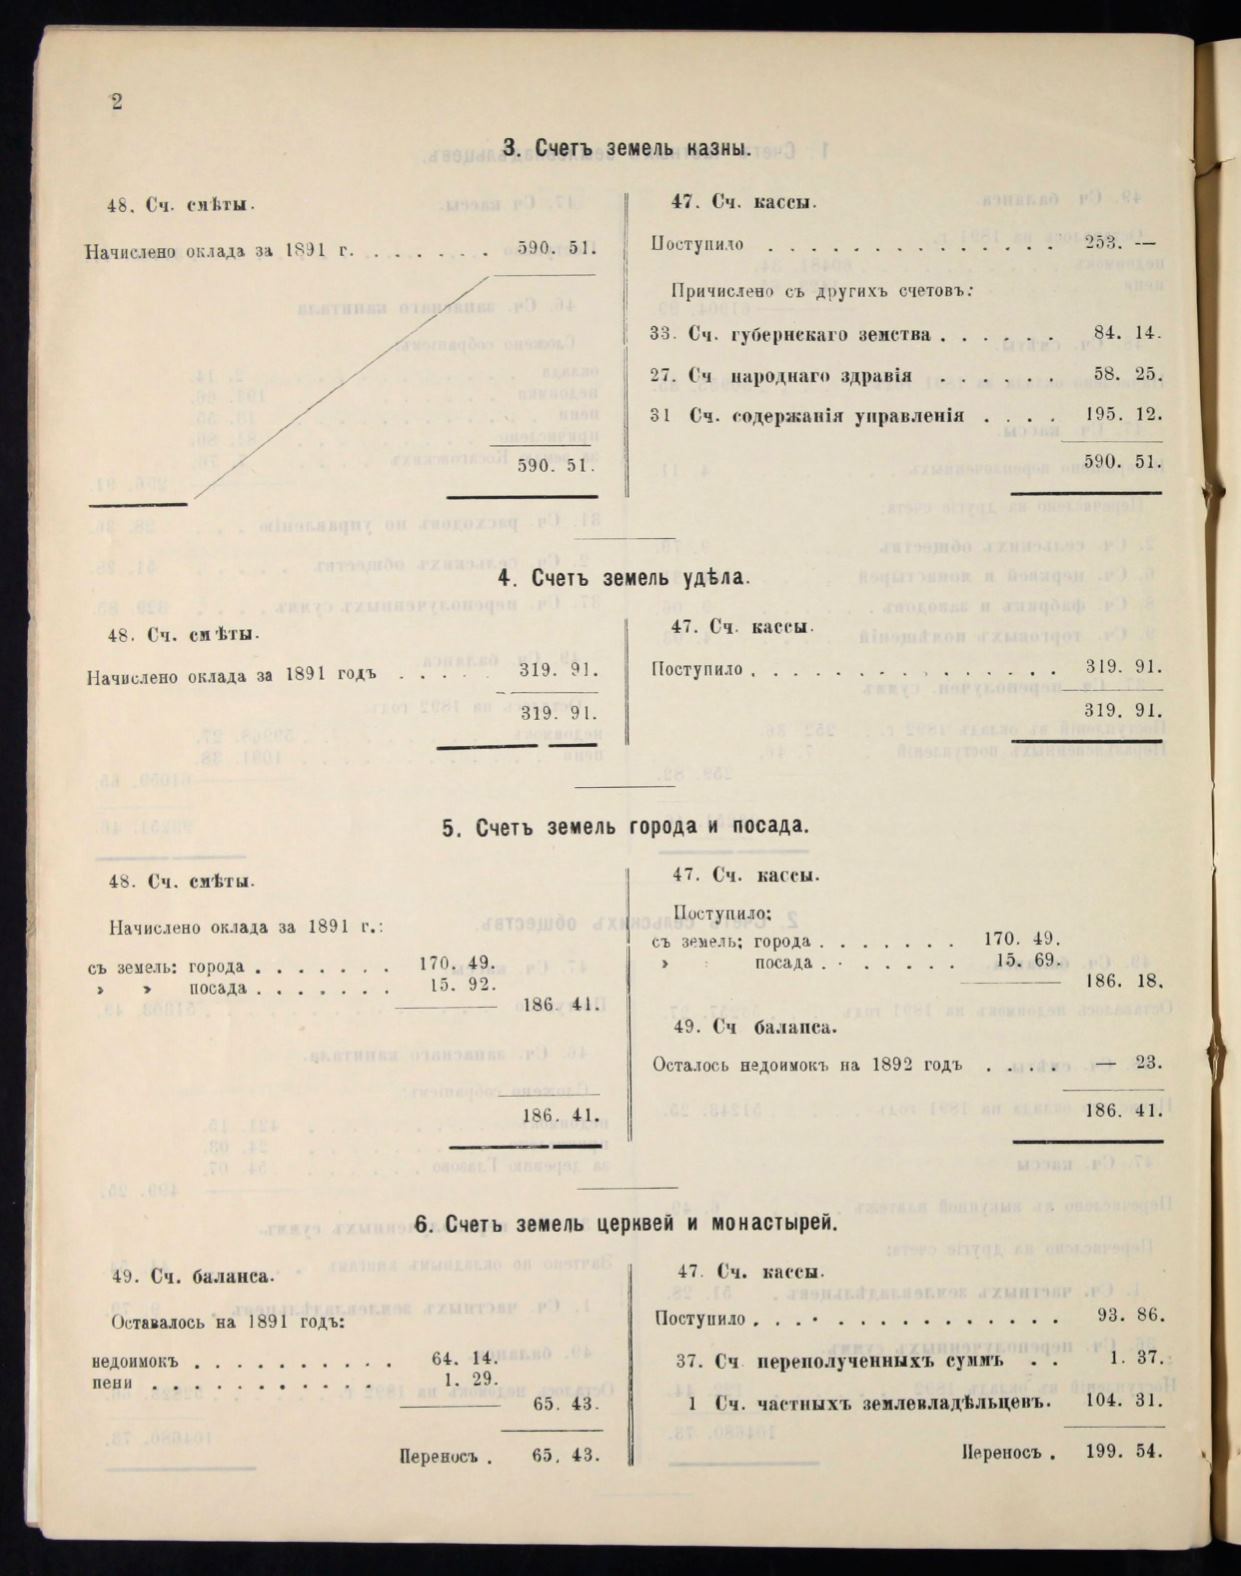 2
3. Счетъ земель казны.
48. Сч. смѣты.
Начислено оклада за 1891 г. . . . . . . 590. 51.
590. 51.
47. Сч. кассы.
Поступило . . . . . . . . . . . . . 253. —
Причислено съ другихъ счетовъ:
33. Сч. губернскаго земства . . . . . . 84. 14.
27. Сч народнаго здравія . . . . . . 58. 25.
31 Сч. содержанія управленія . . . . 195. 12.
590. 51.
4. Счетъ земель удѣла.
48. Сч. смѣты.
Начислено оклада за 1891 годъ . . . . . 319. 91.
319. 91.
47. Сч. кассы.
Поступило . . . . . . . . . . . . . . . 319. 91.
319. 91.
5. Счетъ земель города и посада.
48. Сч. смѣты.
Начислено оклада за 1891 г.:
съ земель: города . . . . . . . 170. 49.
» » посада . . . . . . . 15. 92.
186. 41.
186. 41.
47. Сч. кассы.
Поступило:
съ земель; города . . . . . . . 170. 49.
» посада . . . . . . . 15. 69.
186. 18.
49. Сч баланса.
Осталось недоимокъ на 1892 годъ . . . . — 23.
186. 41.
6. Счетъ земель церквей и монастырей.
49. Сч. баланса.
Оставалось на 1891 годъ:
недоимокъ . . . . . . . . . . 64. 14.
пени . . . . . . . . . . . 1. 29.
65. 43.
Переносъ . 65. 43.
47. Сч. кассы.
Поступило . . . . . . . . . . . . . . . 93. 86.
37. Сч переполученныхъ суммъ . . 1. 37.
1 Сч. частныхъ землевладѣльцевъ. 104. 31.
Переносъ . 199. 54.